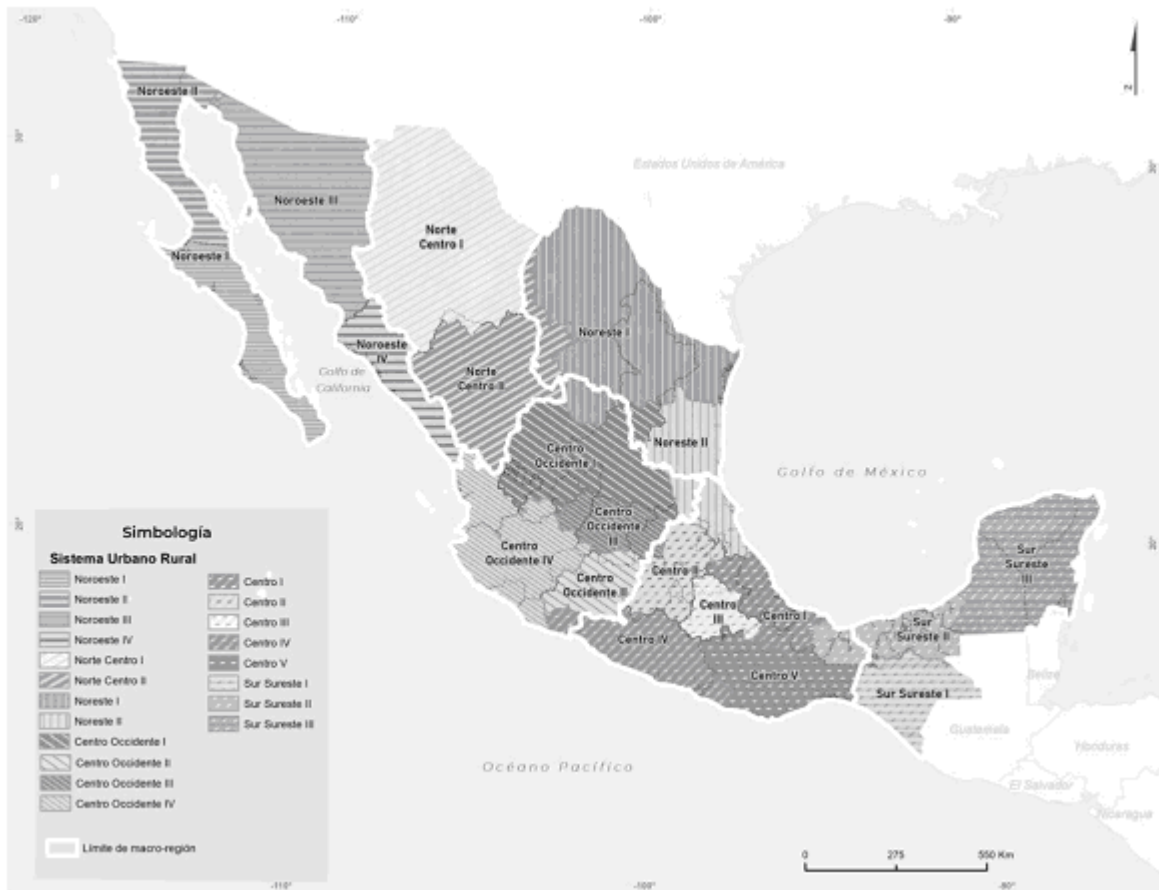 -120°
-110°
-100°
-90°
N
30°
30°
Noroeste II
Estados Unidos de América
Noroeste III
Norte
Centro I
Noroeste I
Noreste I
Noroeste
IV
Golfo de
California
Norte
Centro II
Noreste II
Centro
Occidente I
Golfo de México
20°
20°
Centro
Occidente
III
Centro
Occidente IV
Centro
Occidente II
Centro II
Centro
III
Centro I
Centro IV
Centro V
Sur
Sureste
III
Sur
Sureste II
Sur Sureste I
Belize
Guatemala
Honduras
El Salvador
Nicaragua
Océano Pacífico
Simbología
Sistema Urbano Rural
Noroeste I
Noroeste II
Noroeste III
Noroeste IV
Norte Centro I
Norte Centro II
Noreste I
Noreste II
Centro Occidente I
Centro Occidente II
Centro Occidente III
Centro Occidente IV
Centro I
Centro II
Centro III
Centro IV
Centro V
Sur Sureste I
Sur Sureste II
Sur Sureste III
Límite de macro-región
0 275 550 Km
-110°
-100°
-90°